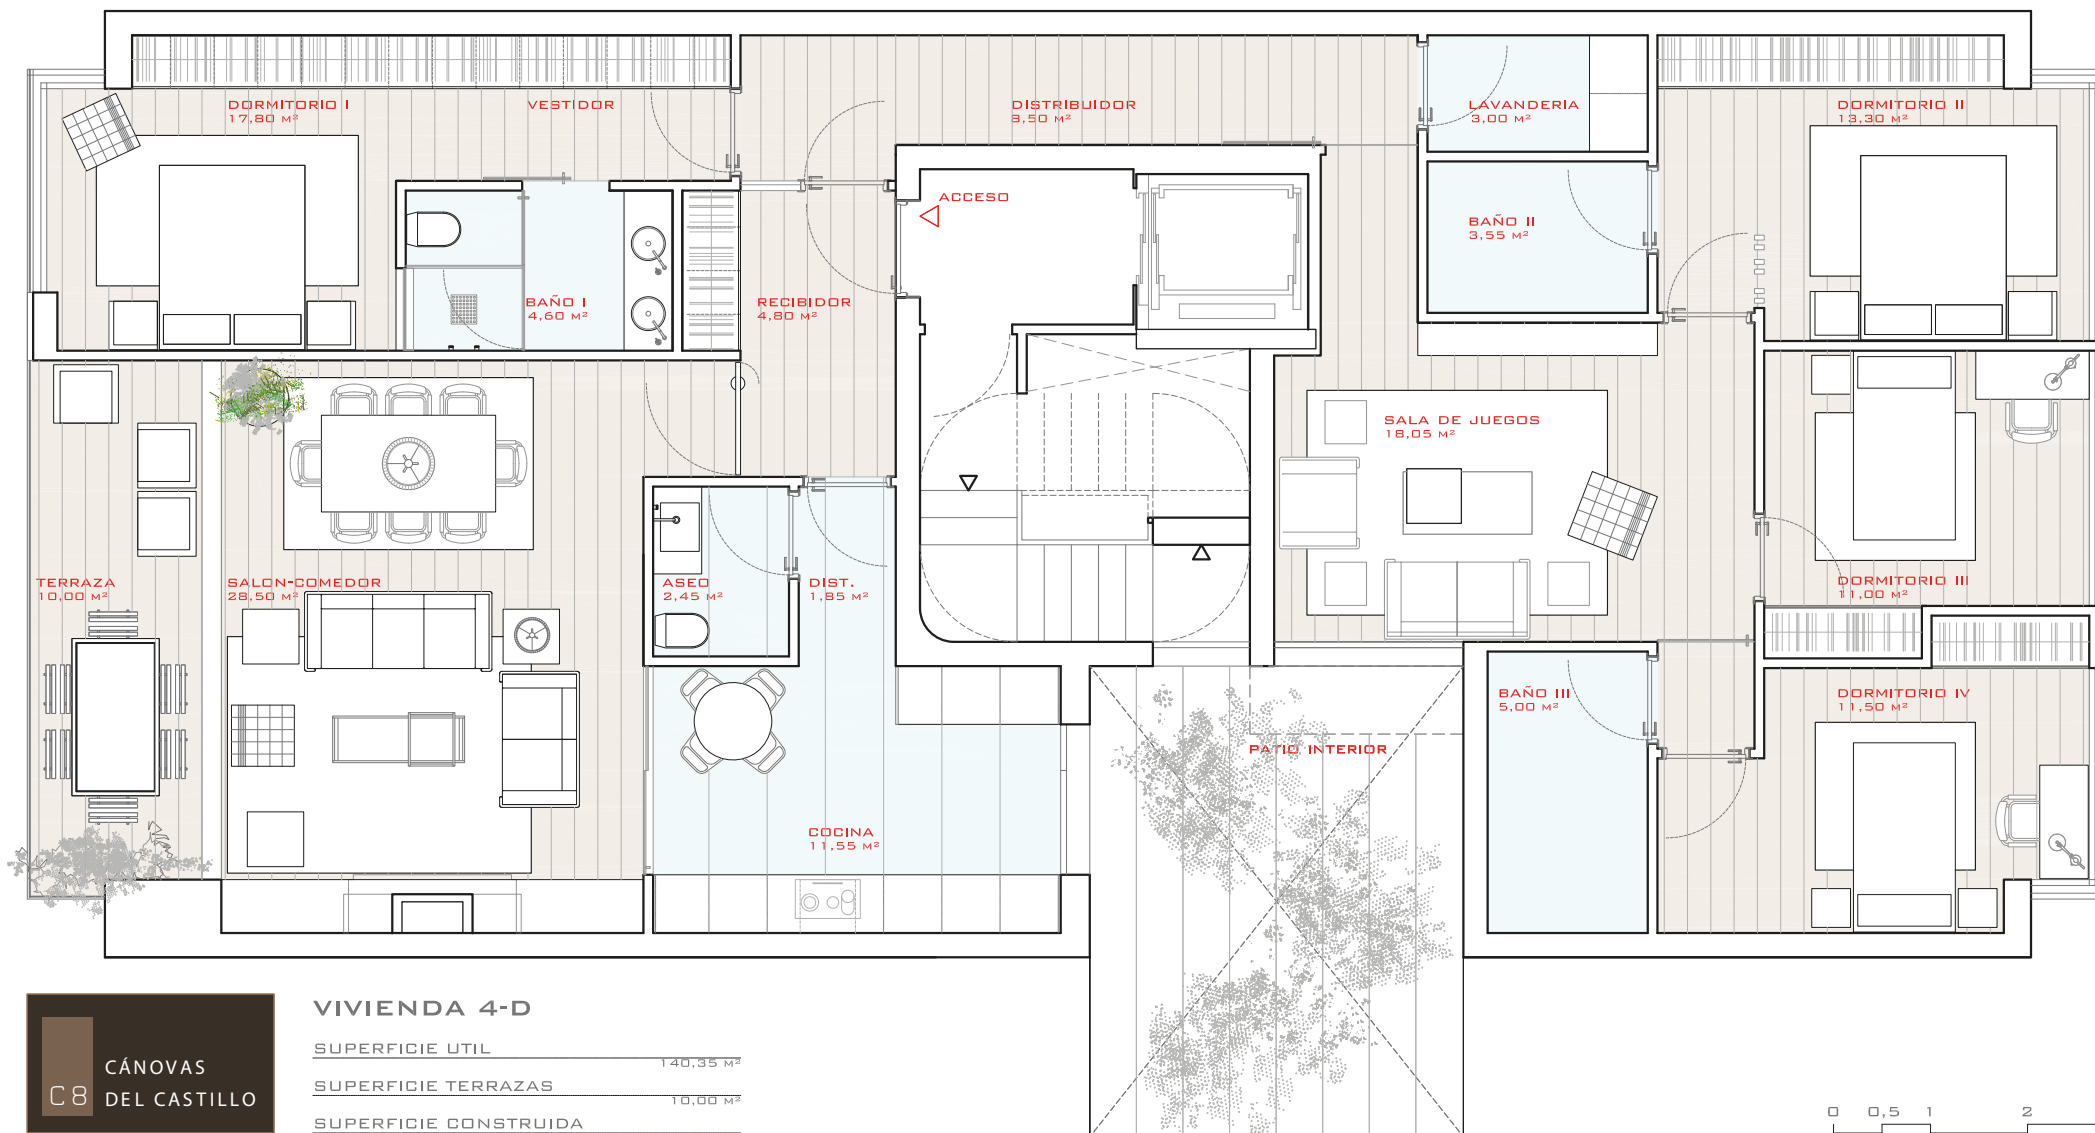 DORMITORIO I
17,80 M²
VESTIDOR
DISTRIBUIDOR
8,50 M²
LAVANDERIA
3,00 M²
DORMITORIO II
13,30 M²
ACCESO
BAÑO II
3,55 M²
BAÑO I
4,60 M²
RECIBIDOR
4,80 M²
SALA DE JUEGOS
18,05 M²
TERRAZA
10,00 M²
SALON-COMEDOR
28,50 M²
ASEO
2,45 M²
DIST.
1,85 M²
DORMITORIO III
11,00 M²
BAÑO III
5,00 M²
DORMITORIO IV
11,50 M²
PATIO INTERIOR
COCINA
11,55 M²
C8
CÁNOVAS
DEL CASTILLO
VIVIENDA 4-D
SUPERFICIE UTIL
140,35 M²
SUPERFICIE TERRAZAS
10,00 M²
SUPERFICIE CONSTRUIDA
0 0,5 1 2